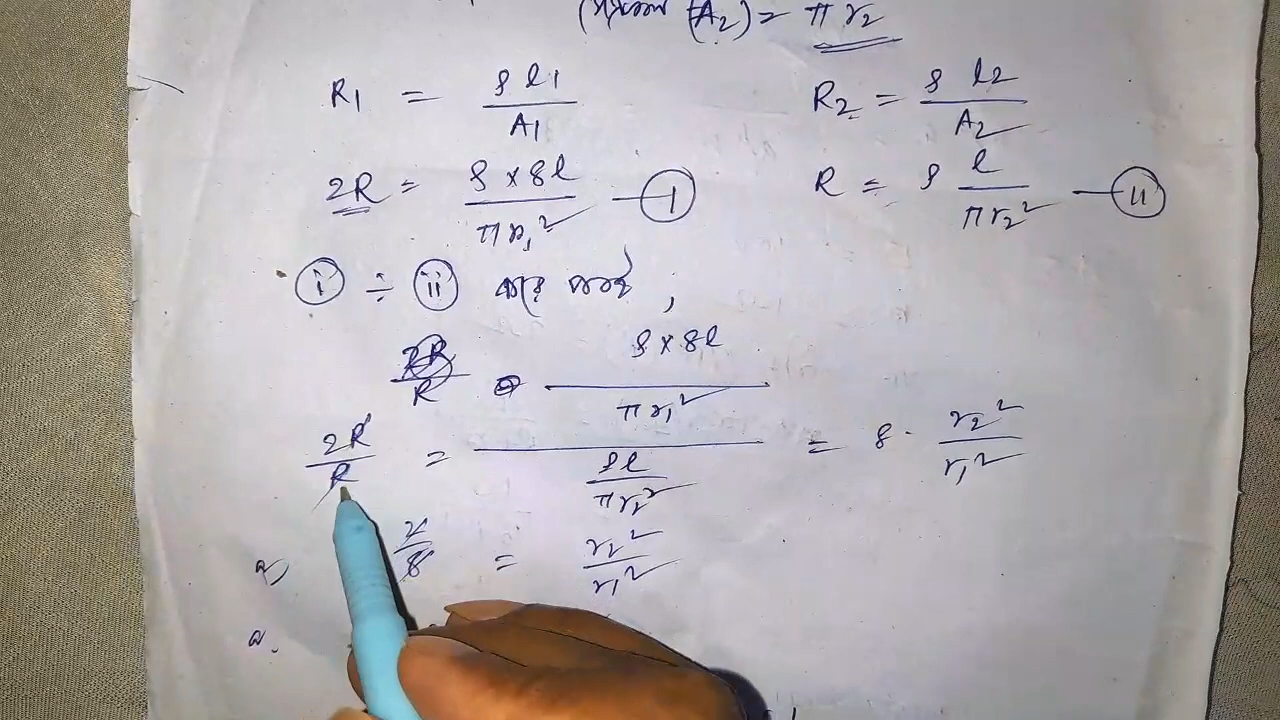 (A₂) = πr₂
R₁ = ρl₁/A₁    R₂ = ρl₂/A₂
2R = ρ×8l/πr₁² — (I)    R = ρ l/πr₂² — (II)
(i) ÷ (ii) করে পাই,
2R/R = (ρ×8l/πr₁²)/(ρl/πr₂²) = 8 · r₂²/r₁²
বা, 2/8 = r₂²/r₁²
বা,